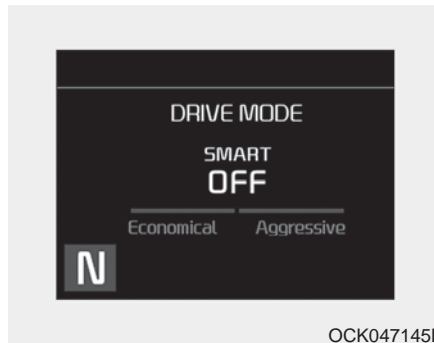 DRIVE MODE
SMART
OFF
Economical Aggressive
N
OCK047145L